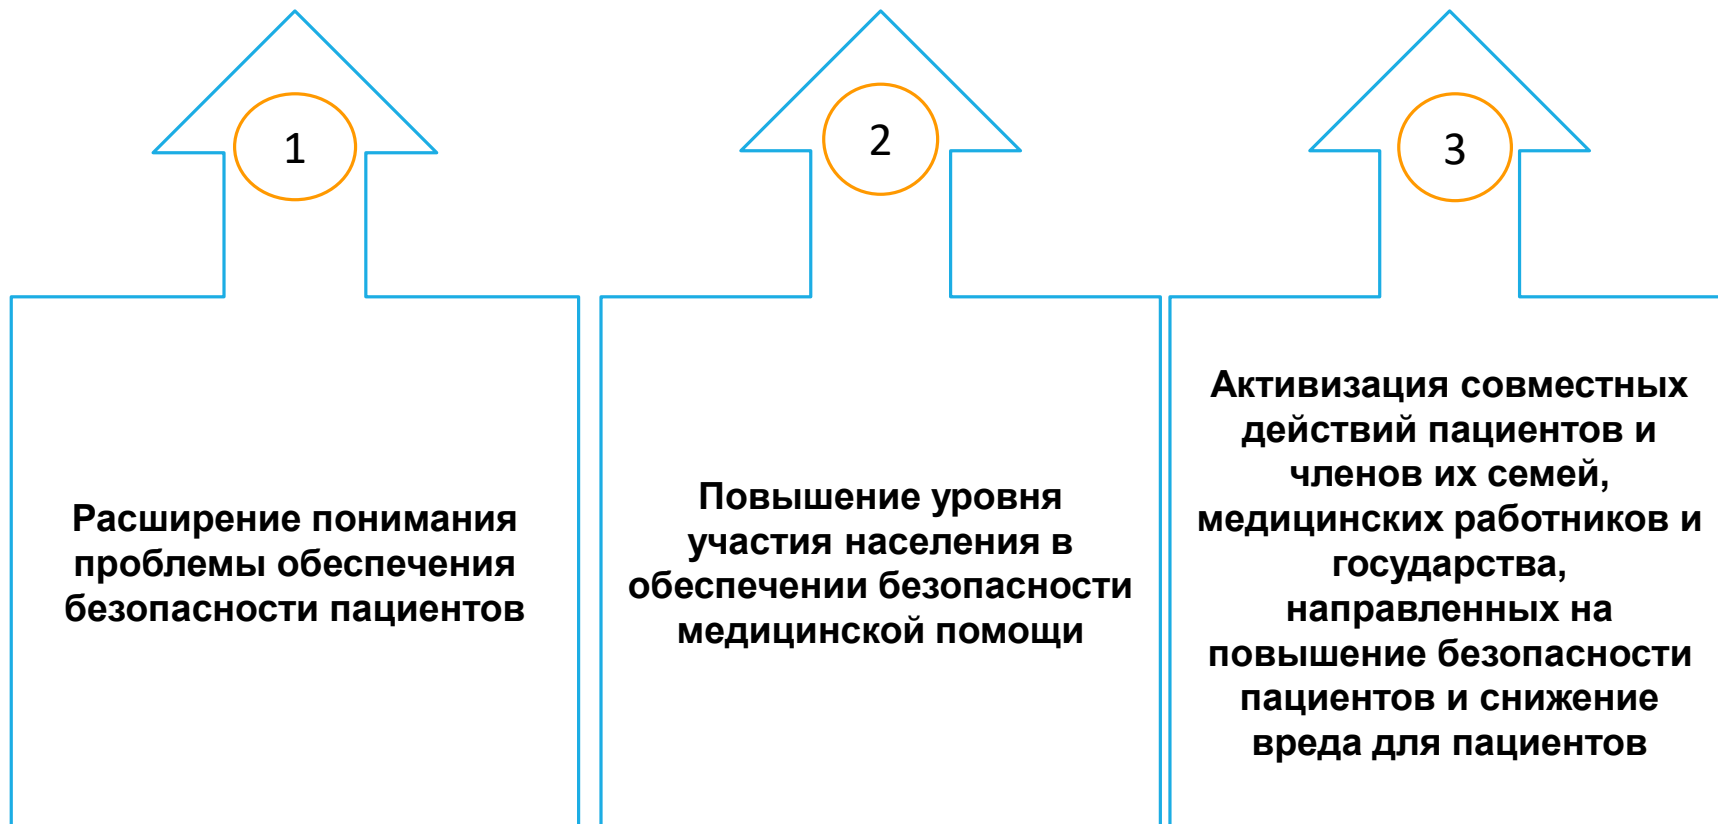 1
Расширение понимания
проблемы обеспечения
безопасности пациентов
2
Повышение уровня
участия населения в
обеспечении безопасности
медицинской помощи
3
Активизация совместных
действий пациентов и
членов их семей,
медицинских работников и
государства,
направленных на
повышение безопасности
пациентов и снижение
вреда для пациентов